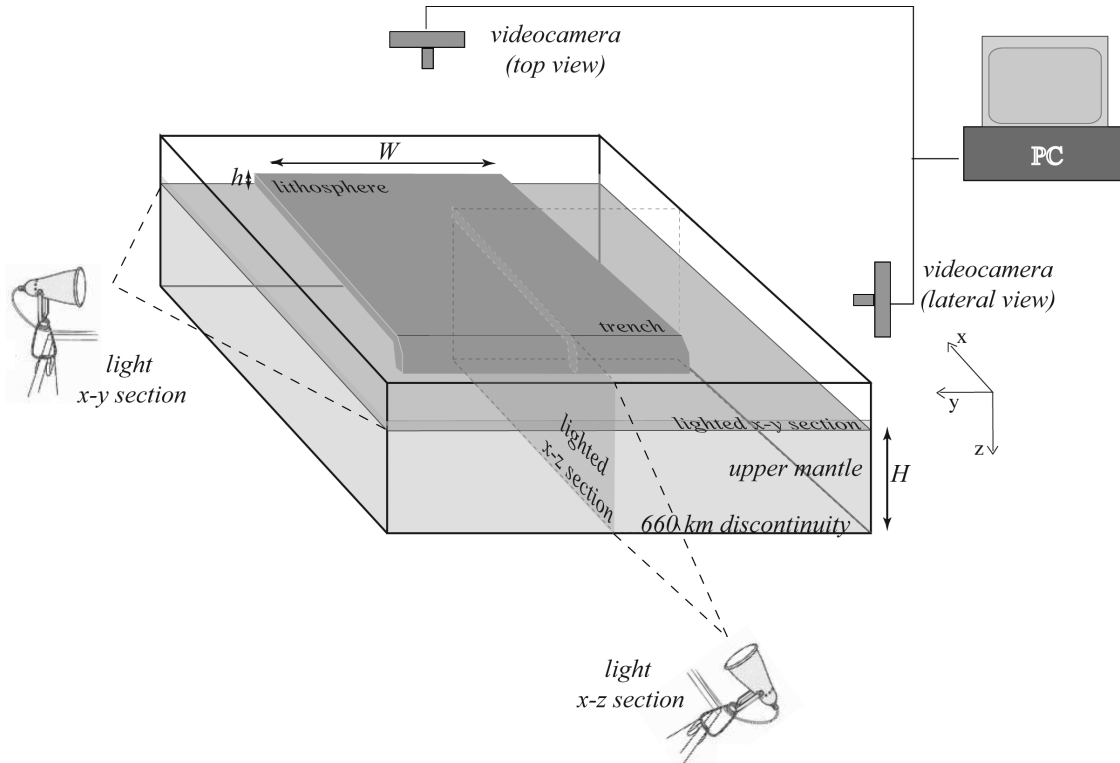 videocamera
(top view)
PC
W
h
lithosphere
videocamera
(lateral view)
trench
x
y
z
light
x-y section
lighted x-y section
lighted
x-z section
upper mantle
H
660 km discontinuity
light
x-z section